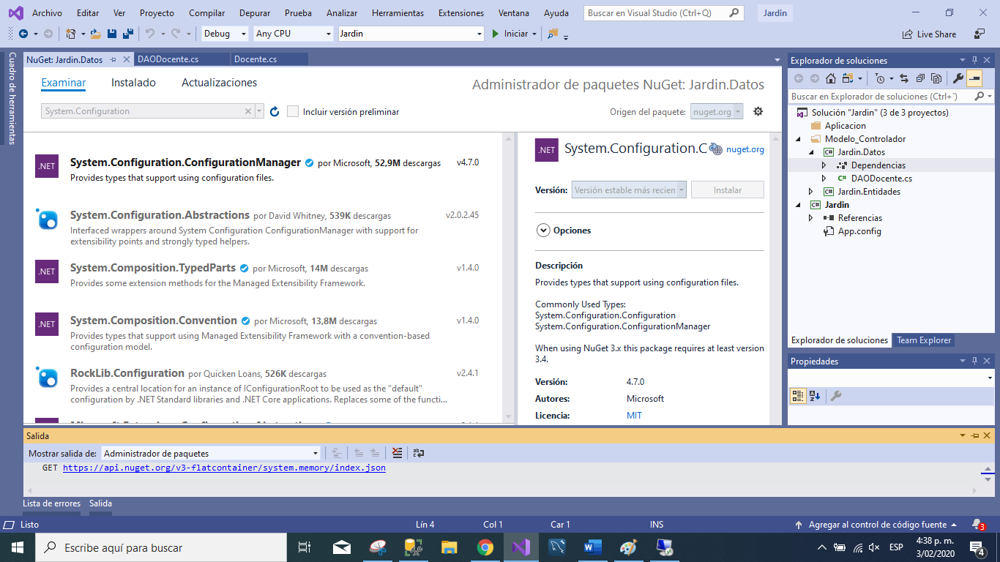 Archivo Editar Ver Proyecto Compilar Depurar Prueba Analizar Herramientas Extensiones Ventana Ayuda Buscar en Visual Studio (Ctrl+Q) Jardin
Debug Any CPU Jardin Iniciar Live Share
Cuadro de herramientas
NuGet: Jardin.Datos DAODocente.cs Docente.cs
Examinar Instalado Actualizaciones
Administrador de paquetes NuGet: Jardin.Datos
System.Configuration
Incluir versión preliminar
Origen del paquete: nuget.org
.NET
System.Configuration.ConfigurationManager por Microsoft, 52,9M descargas v4.7.0
Provides types that support using configuration files.
System.Configuration.Abstractions por David Whitney, 539K descargas v2.0.2.45
Interfaced wrappers around System Configuration ConfigurationManager with support for
extensibility points and strongly typed helpers.
.NET
System.Composition.TypedParts por Microsoft, 14M descargas v1.4.0
Provides some extension methods for the Managed Extensibility Framework.
.NET
System.Composition.Convention por Microsoft, 13,8M descargas v1.4.0
Provides types that support using Managed Extensibility Framework with a convention-based
configuration model.
RockLib.Configuration por Quicken Loans, 526K descargas v2.4.1
Provides a central location for an instance of IConfigurationRoot to be used as the "default"
configuration by .NET Standard libraries and .NET Core applications. Replaces some of the functi...
.NET
System.Configuration.C nuget.org
Versión: Versión estable más recien Instalar
Opciones
Descripción
Provides types that support using configuration files.
Commonly Used Types:
System.Configuration.Configuration
System.Configuration.ConfigurationManager
When using NuGet 3.x this package requires at least version
3.4.
Versión: 4.7.0
Autores: Microsoft
Licencia: MIT
Explorador de soluciones
Buscar en Explorador de soluciones (Ctrl+`)
Solución "Jardin" (3 de 3 proyectos)
Aplicacion
Modelo_Controlador
C# Jardin.Datos
Dependencias
C# DAODocente.cs
C# Jardin.Entidades
C# Jardin
Referencias
App.config
Explorador de soluciones Team Explorer
Propiedades
Salida
Mostrar salida de: Administrador de paquetes
GET https://api.nuget.org/v3-flatcontainer/system.memory/index.json
Lista de errores Salida
Listo Lín 4 Col 1 Car 1 INS Agregar al control de código fuente 3
Escribe aquí para buscar
ESP
4:38 p. m.
3/02/2020
4